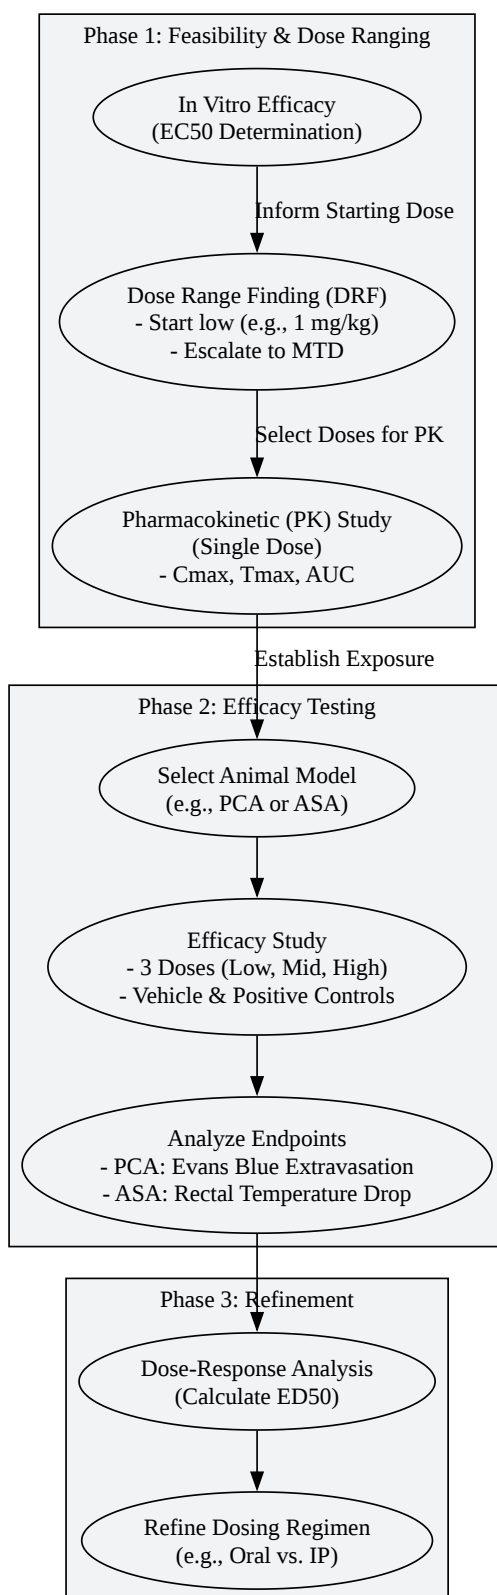 Phase 1: Feasibility & Dose Ranging
In Vitro Efficacy
(EC50 Determination)
Inform Starting Dose
Dose Range Finding (DRF)
- Start low (e.g., 1 mg/kg)
- Escalate to MTD
Select Doses for PK
Pharmacokinetic (PK) Study
(Single Dose)
- Cmax, Tmax, AUC
Establish Exposure
Phase 2: Efficacy Testing
Select Animal Model
(e.g., PCA or ASA)
Efficacy Study
- 3 Doses (Low, Mid, High)
- Vehicle & Positive Controls
Analyze Endpoints
- PCA: Evans Blue Extravasation
- ASA: Rectal Temperature Drop
Phase 3: Refinement
Dose-Response Analysis
(Calculate ED50)
Refine Dosing Regimen
(e.g., Oral vs. IP)